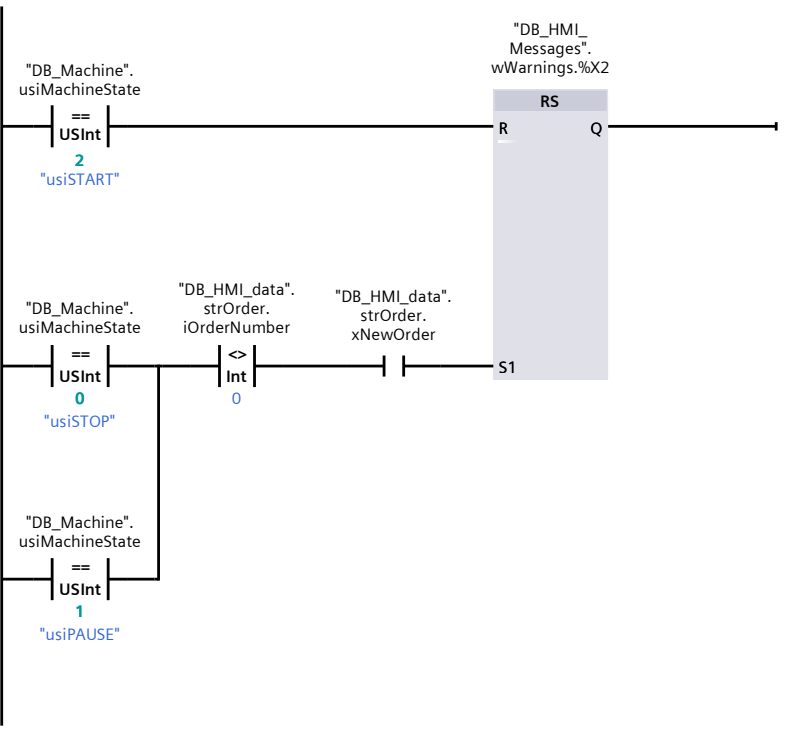 "DB_HMI_
Messages".
wWarnings.%X2
"DB_Machine".
usiMachineState
==
USInt
2
"usiSTART"
RS
R Q
"DB_Machine".
usiMachineState
==
USInt
0
"usiSTOP"
"DB_HMI_data".
strOrder.
iOrderNumber
<>
Int
0
"DB_HMI_data".
strOrder.
xNewOrder
S1
"DB_Machine".
usiMachineState
==
USInt
1
"usiPAUSE"